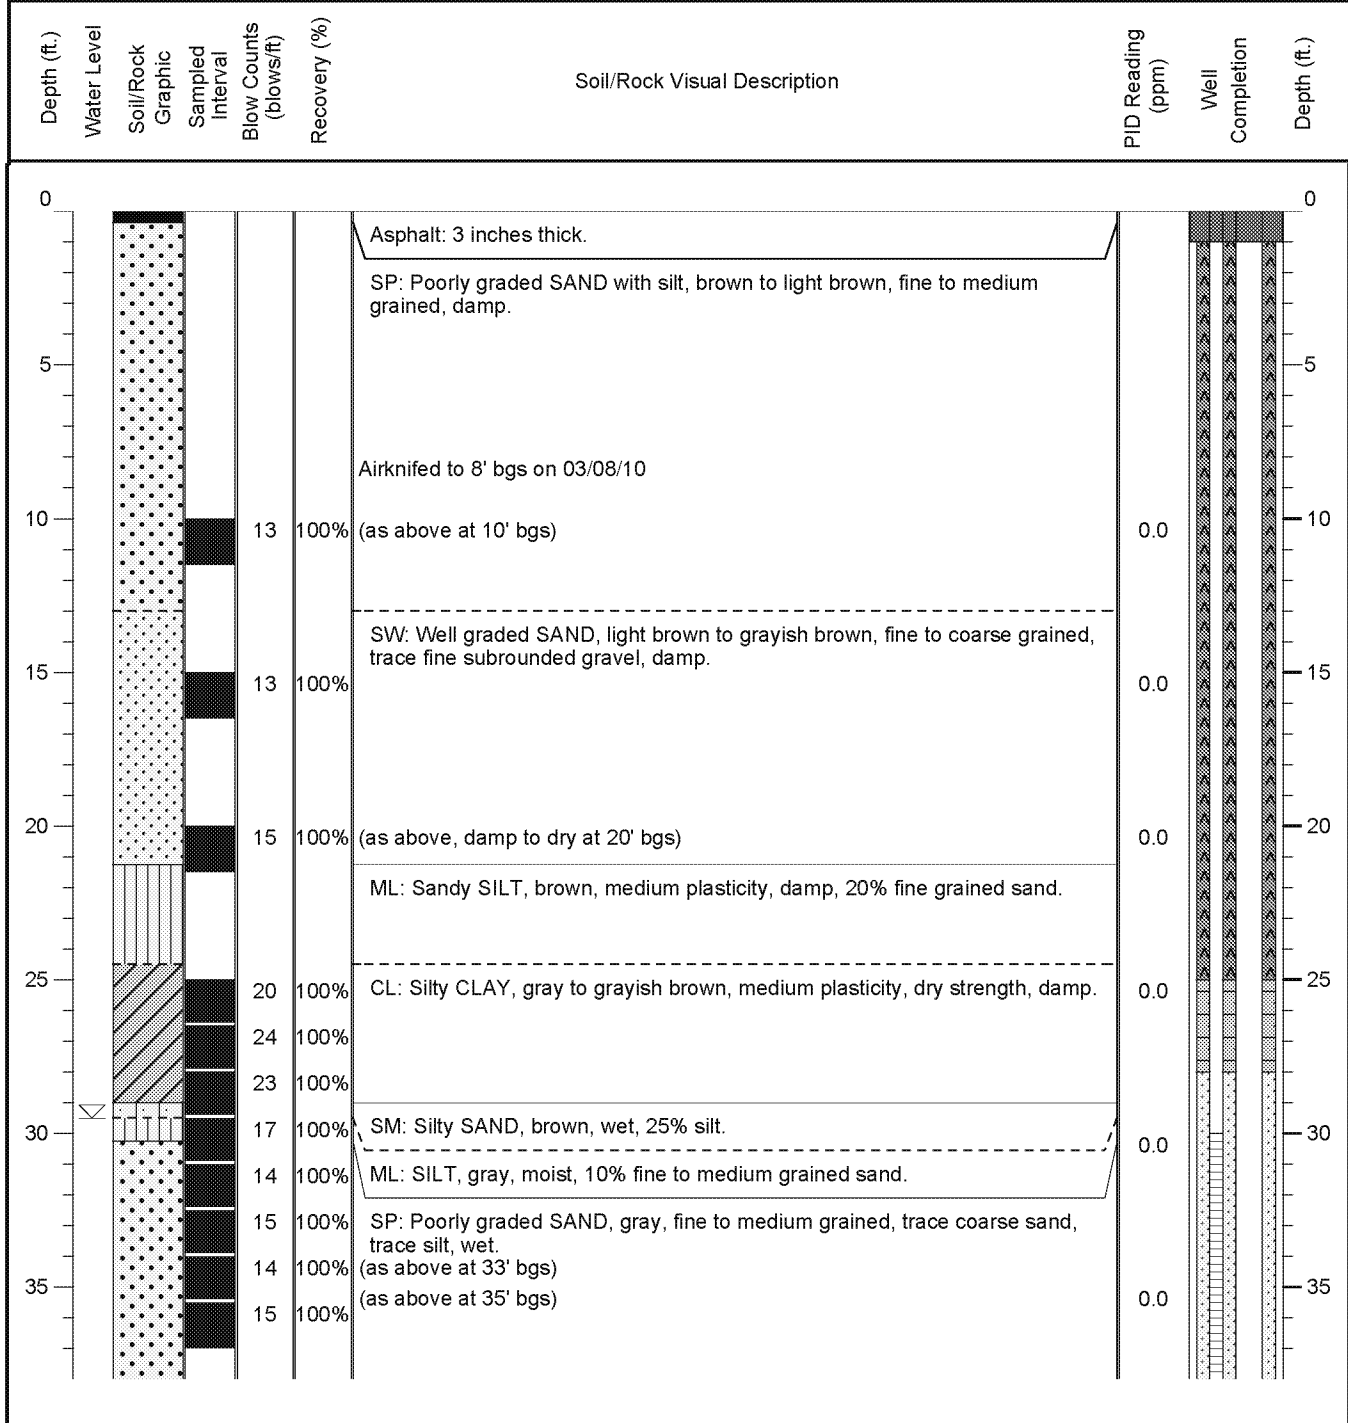 Depth (ft.)
Water Level
Soil/Rock
Graphic
Sampled
Interval
Blow Counts
(blows/ft)
Recovery (%)
Soil/Rock Visual Description
PID Reading
(ppm)
Well
Completion
Depth (ft.)
0
0
Asphalt: 3 inches thick.
SP: Poorly graded SAND with silt, brown to light brown, fine to medium
grained, damp.
5
5
Airknifed to 8' bgs on 03/08/10
10
13
100%
(as above at 10' bgs)
0.0
10
SW: Well graded SAND, light brown to grayish brown, fine to coarse grained,
trace fine subrounded gravel, damp.
15
13
100%
0.0
15
20
15
100%
(as above, damp to dry at 20' bgs)
0.0
20
ML: Sandy SILT, brown, medium plasticity, damp, 20% fine grained sand.
25
20
100%
CL: Silty CLAY, gray to grayish brown, medium plasticity, dry strength, damp.
0.0
25
24
100%
23
100%
30
17
100%
SM: Silty SAND, brown, wet, 25% silt.
0.0
30
14
100%
ML: SILT, gray, moist, 10% fine to medium grained sand.
15
100%
SP: Poorly graded SAND, gray, fine to medium grained, trace coarse sand,
trace silt, wet.
14
100%
(as above at 33' bgs)
35
(as above at 35' bgs)
0.0
35
15
100%